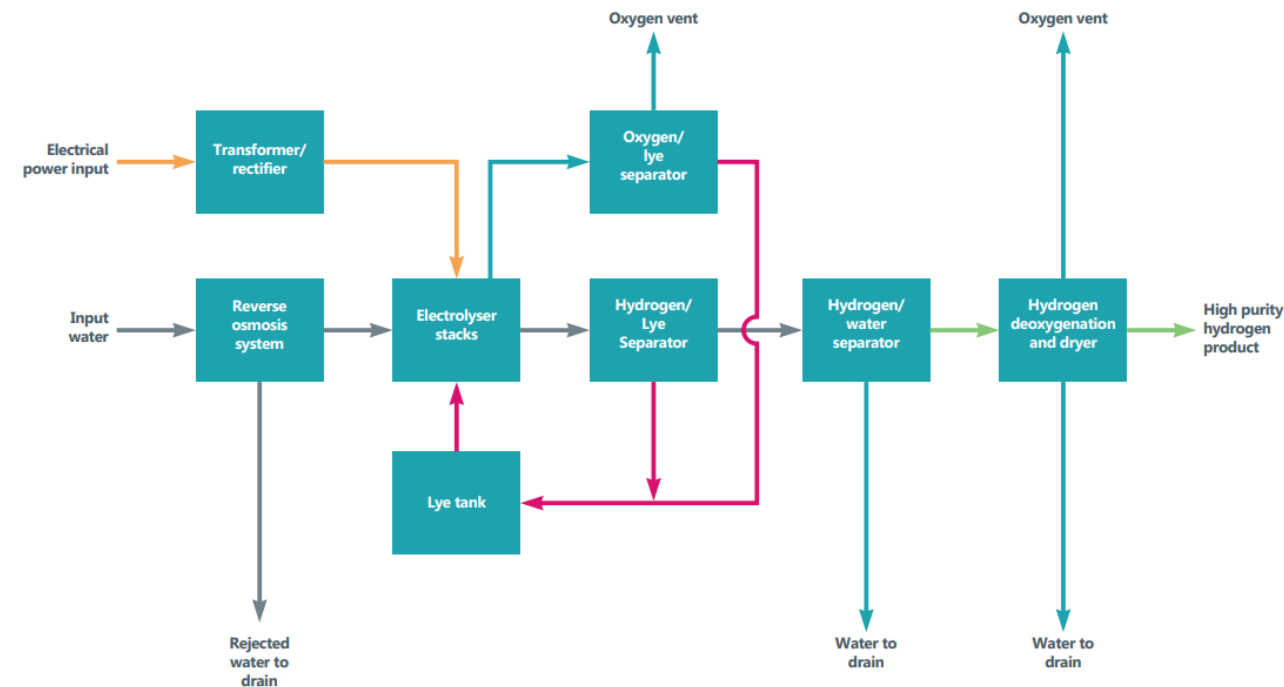 Oxygen vent
Oxygen vent
Electrical
power input
Transformer/
rectifier
Oxygen/
lye
separator
Input
water
Reverse
osmosis
system
Electrolyser
stacks
Hydrogen/
Lye
Separator
Hydrogen/
water
separator
Hydrogen
deoxygenation
and dryer
High purity
hydrogen
product
Lye tank
Rejected
water to
drain
Water to
drain
Water to
drain